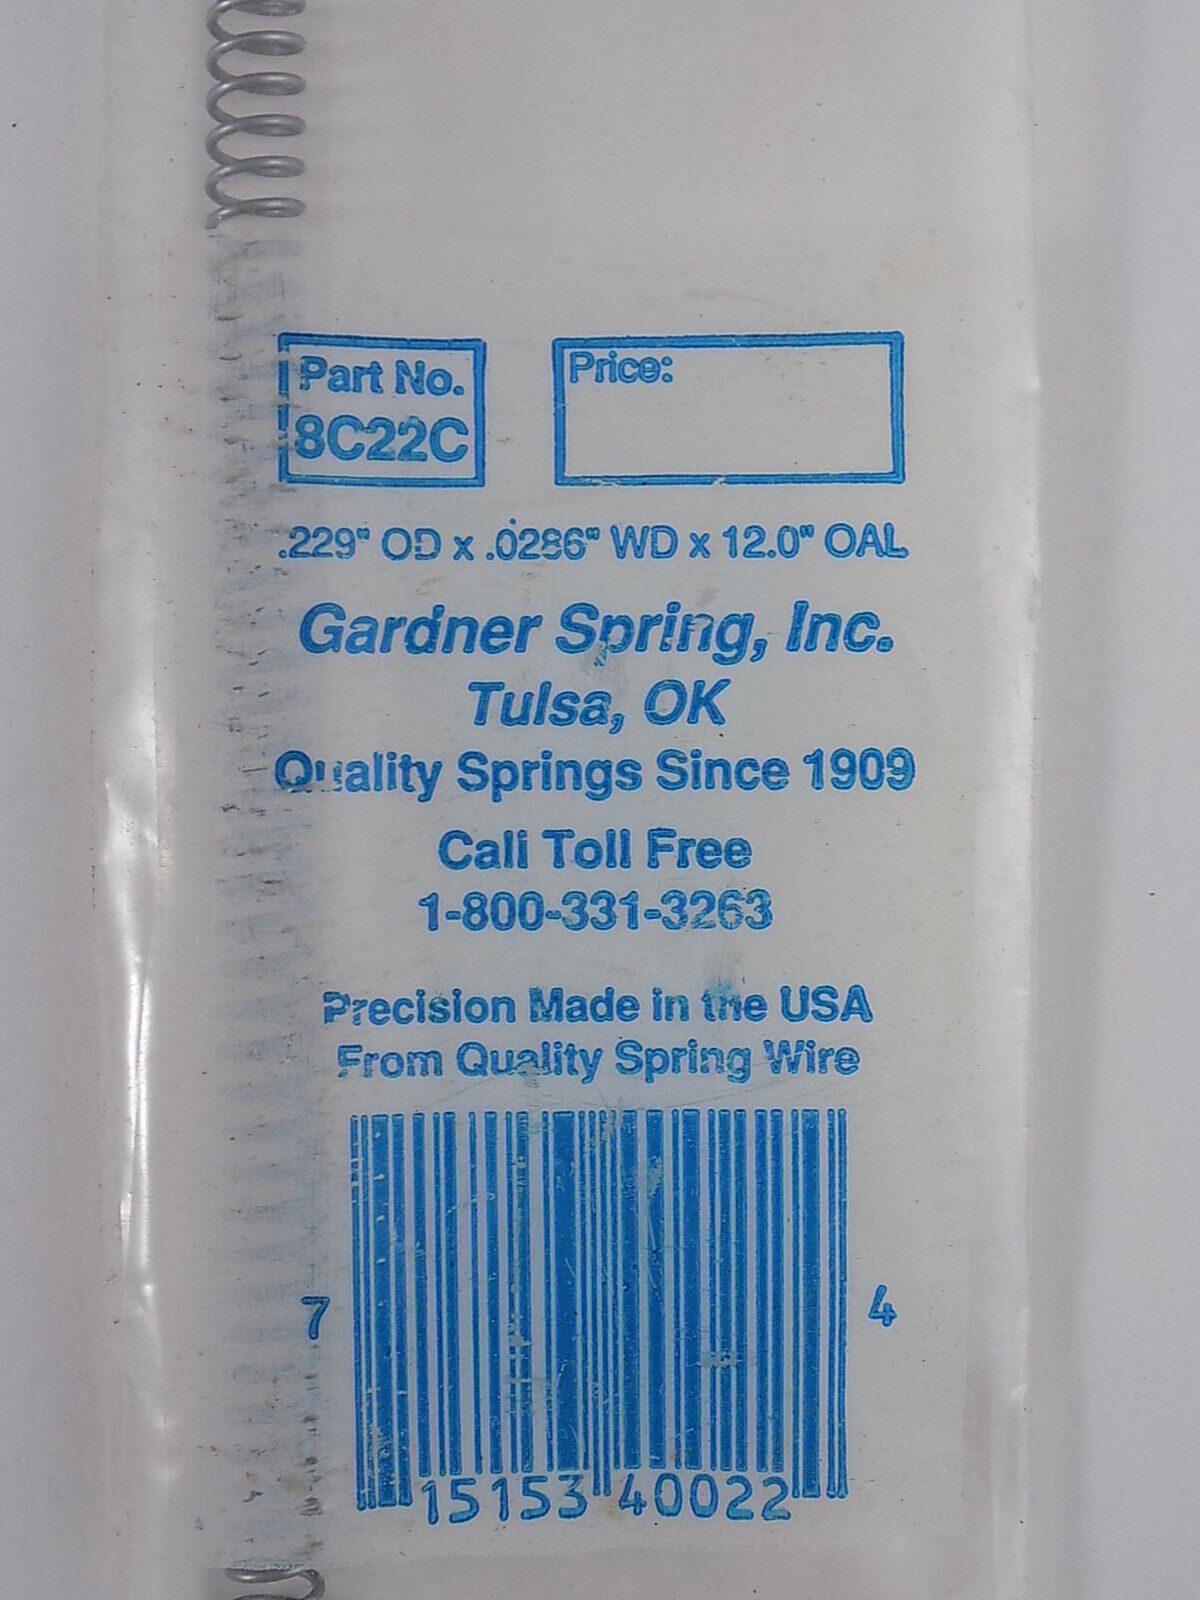 Part No.
8C22C
Price:
.229" OD x .0286" WD x 12.0" OAL
Gardner Spring, Inc.
Tulsa, OK
Quality Springs Since 1909
Call Toll Free
1-800-331-3263
Precision Made in the USA
From Quality Spring Wire
7 15153 40022 4